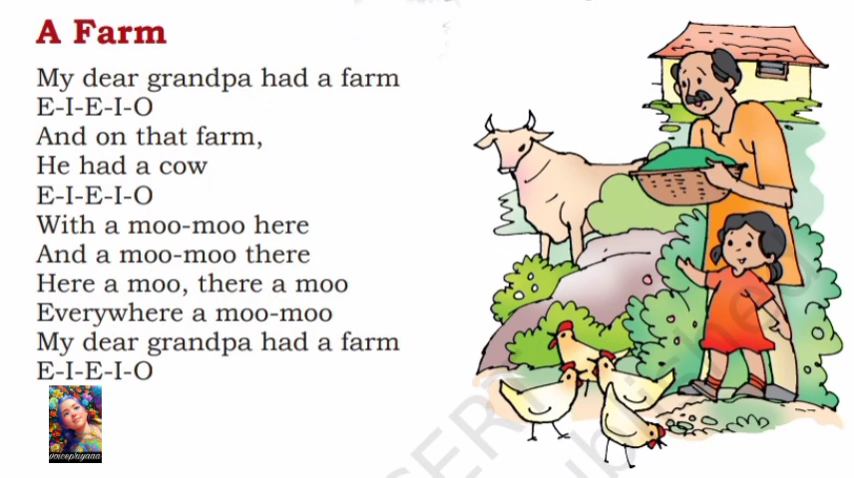 A Farm
My dear grandpa had a farm
E-I-E-I-O
And on that farm,
He had a cow
E-I-E-I-O
With a moo-moo here
And a moo-moo there
Here a moo, there a moo
Everywhere a moo-moo
My dear grandpa had a farm
E-I-E-I-O